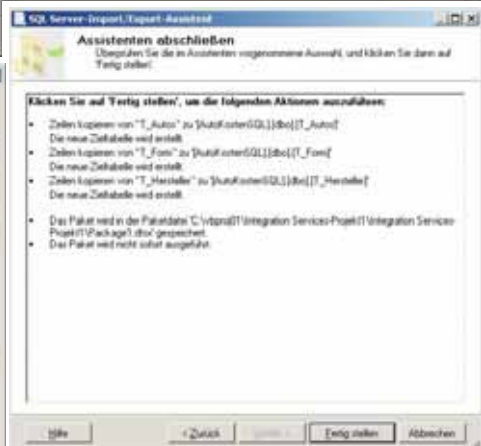 SQL Server-Import/Export-Assistent
Assistenten abschließen
Überprüfen Sie die im Assistenten vorgenommene Auswahl, und klicken Sie dann auf
'Fertig stellen'.
Klicken Sie auf 'Fertig stellen', um die folgenden Aktionen auszuführen:
• Zeilen kopieren von "T_Autos" zu '[AutoKostenSQL].[dbo].[T_Autos]'
Die neue Zieltabelle wird erstellt.
• Zeilen kopieren von "T_Form" zu '[AutoKostenSQL].[dbo].[T_Form]'
Die neue Zieltabelle wird erstellt.
• Zeilen kopieren von "T_Hersteller" zu '[AutoKostenSQL].[dbo].[T_Hersteller]'
Die neue Zieltabelle wird erstellt.
• Das Paket wird in der Paketdatei 'C:\vbproj01\Integration Services-Projekt1\Integration Services-
Projekt1\Package1.dtsx' gespeichert.
• Das Paket wird nicht sofort ausgeführt.
Hilfe
< Zurück
Fertig stellen
Abbrechen